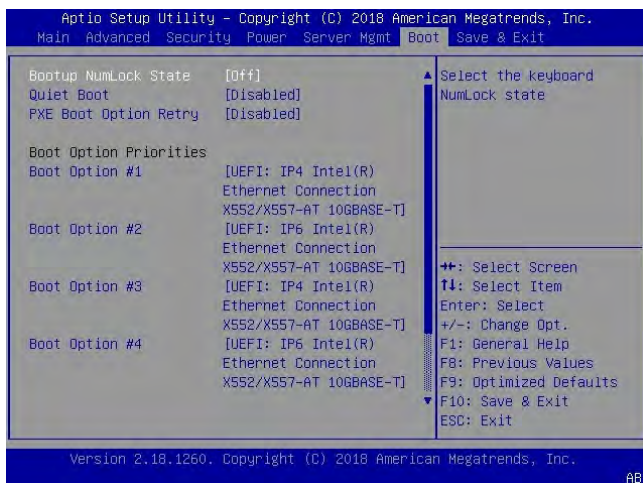 Aptio Setup Utility – Copyright (C) 2018 American Megatrends, Inc.
Main Advanced Security Power Server Mgmt Boot Save & Exit
Bootup NumLock State [Off]
Quiet Boot [Disabled]
PXE Boot Option Retry [Disabled]
Boot Option Priorities
Boot Option #1 [UEFI: IP4 Intel(R)
Ethernet Connection
X552/X557-AT 10GBASE-T]
Boot Option #2 [UEFI: IP6 Intel(R)
Ethernet Connection
X552/X557-AT 10GBASE-T]
Boot Option #3 [UEFI: IP4 Intel(R)
Ethernet Connection
X552/X557-AT 10GBASE-T]
Boot Option #4 [UEFI: IP6 Intel(R)
Ethernet Connection
X552/X557-AT 10GBASE-T]
Select the keyboard
NumLock state
→←: Select Screen
↑↓: Select Item
Enter: Select
+/-: Change Opt.
F1: General Help
F8: Previous Values
F9: Optimized Defaults
F10: Save & Exit
ESC: Exit
Version 2.18.1260. Copyright (C) 2018 American Megatrends, Inc.
AB